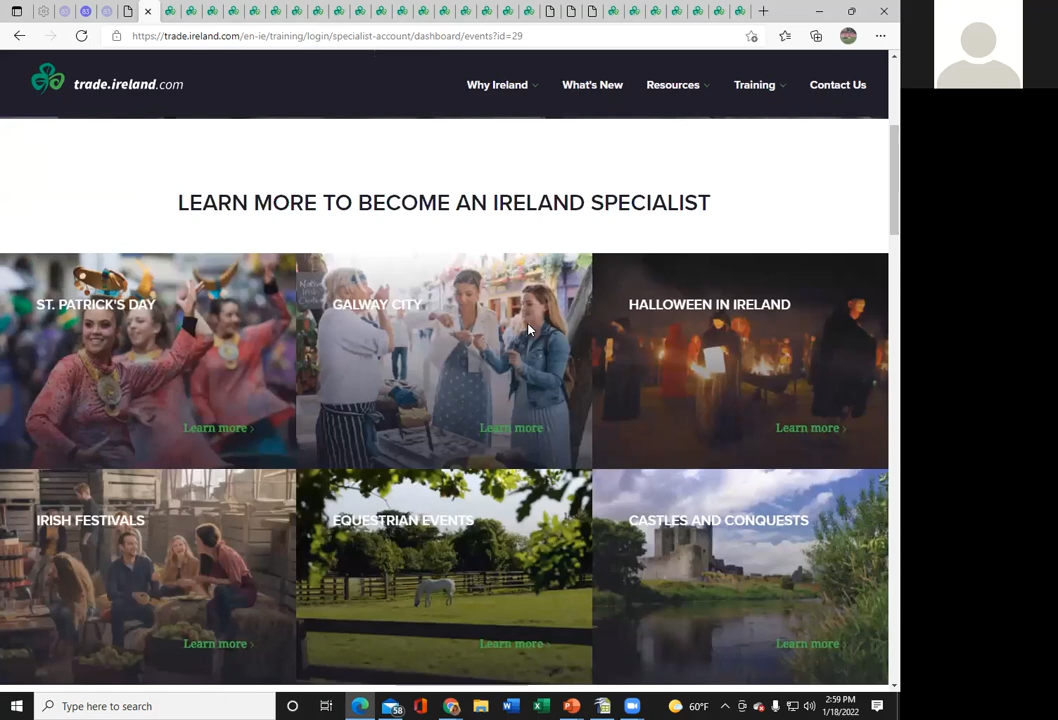 https://trade.ireland.com/en-ie/training/login/specialist-account/dashboard/events?id=29
trade.ireland.com
Why Ireland
What's New
Resources
Training
Contact Us
LEARN MORE TO BECOME AN IRELAND SPECIALIST
ST. PATRICK'S DAY
GALWAY CITY
HALLOWEEN IN IRELAND
Learn more
Learn more
Learn more
IRISH FESTIVALS
EQUESTRIAN EVENTS
CASTLES AND CONQUESTS
Learn more
Learn more
Learn more
Type here to search
58
60°F
2:59 PM
1/18/2022